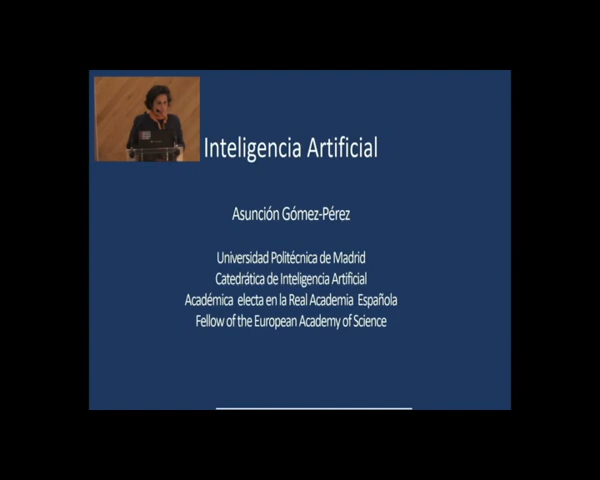 Inteligencia Artificial
Asunción Gómez-Pérez
Universidad Politécnica de Madrid
Catedrática de Inteligencia Artificial
Académica electa en la Real Academia Española
Fellow of the European Academy of Science